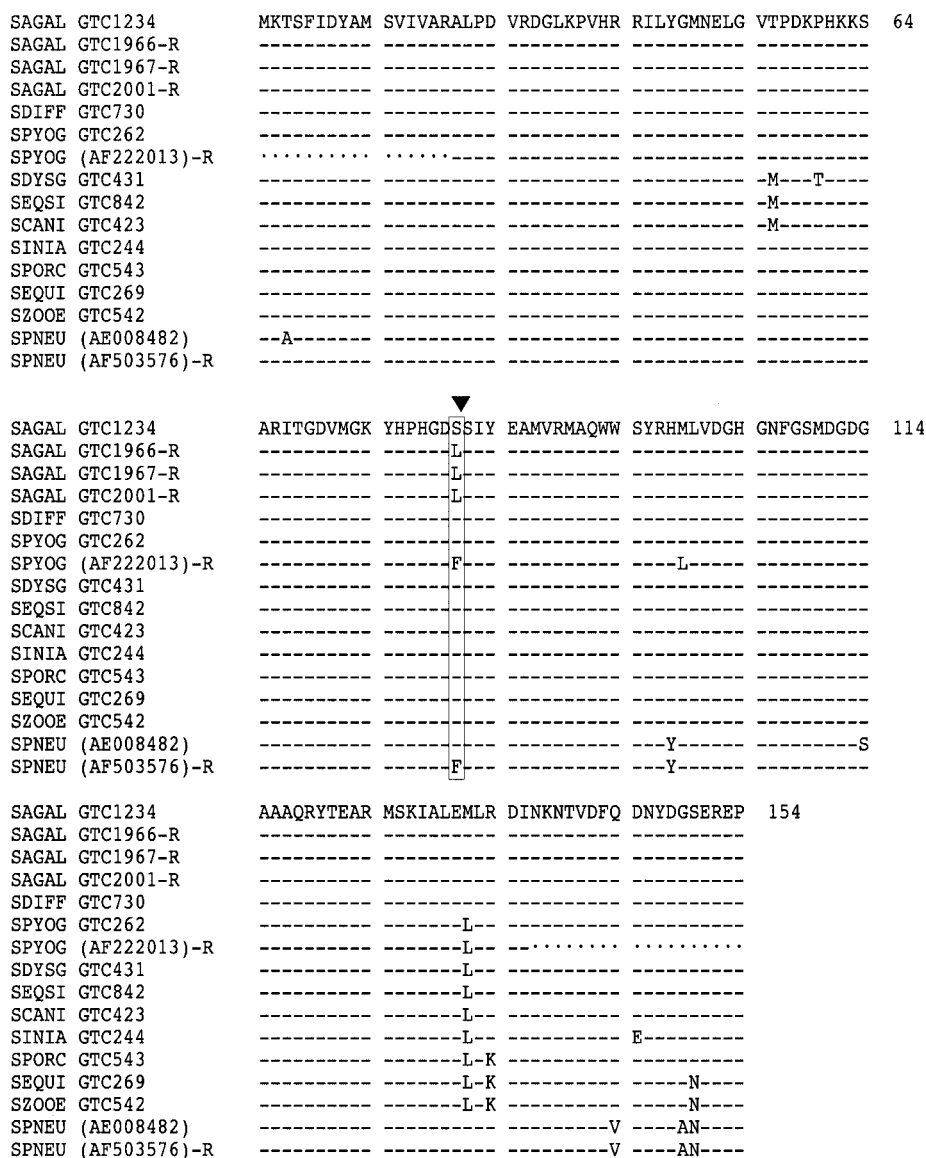 SAGAL GTC1234 MKTSFIDYAM SVIVARALPD VRDGLKPVHR RILYGMNELG VTPDKPHKKS 64
SAGAL GTC1966-R ---------- ---------- ---------- ---------- ----------
SAGAL GTC1967-R ---------- ---------- ---------- ---------- ----------
SAGAL GTC2001-R ---------- ---------- ---------- ---------- ----------
SDIFF GTC730 ---------- ---------- ---------- ---------- ----------
SPYOG GTC262 ---------- ---------- ---------- ---------- ----------
SPYOG (AF222013)-R ·········· ······---- ---------- ---------- ----------
SDYSG GTC431 ---------- ---------- ---------- ---------- -M---T----
SEQSI GTC842 ---------- ---------- ---------- ---------- -M--------
SCANI GTC423 ---------- ---------- ---------- ---------- -M--------
SINIA GTC244 ---------- ---------- ---------- ---------- ----------
SPORC GTC543 ---------- ---------- ---------- ---------- ----------
SEQUI GTC269 ---------- ---------- ---------- ---------- ----------
SZOOE GTC542 ---------- ---------- ---------- ---------- ----------
SPNEU (AE008482) --A------- ---------- ---------- ---------- ----------
SPNEU (AF503576)-R ---------- ---------- ---------- ---------- ----------
SAGAL GTC1234 ARITGDVMGK YHPHGDSSIY EAMVRMAQWW SYRHMLVDGH GNFGSMDGDG 114
SAGAL GTC1966-R ---------- ------L--- ---------- ---------- ----------
SAGAL GTC1967-R ---------- ------L--- ---------- ---------- ----------
SAGAL GTC2001-R ---------- ------L--- ---------- ---------- ----------
SDIFF GTC730 ---------- ---------- ---------- ---------- ----------
SPYOG GTC262 ---------- ---------- ---------- ---------- ----------
SPYOG (AF222013)-R ---------- ------F--- ---------- ----L----- ----------
SDYSG GTC431 ---------- ---------- ---------- ---------- ----------
SEQSI GTC842 ---------- ---------- ---------- ---------- ----------
SCANI GTC423 ---------- ---------- ---------- ---------- ----------
SINIA GTC244 ---------- ---------- ---------- ---------- ----------
SPORC GTC543 ---------- ---------- ---------- ---------- ----------
SEQUI GTC269 ---------- ---------- ---------- ---------- ----------
SZOOE GTC542 ---------- ---------- ---------- ---------- ----------
SPNEU (AE008482) ---------- ---------- ---------- ---Y------ ---------S
SPNEU (AF503576)-R ---------- ------F--- ---------- ---Y------ ----------
SAGAL GTC1234 AAAQRYTEAR MSKIALEMLR DINKNTVDFQ DNYDGSEREP 154
SAGAL GTC1966-R ---------- ---------- ---------- ----------
SAGAL GTC1967-R ---------- ---------- ---------- ----------
SAGAL GTC2001-R ---------- ---------- ---------- ----------
SDIFF GTC730 ---------- ---------- ---------- ----------
SPYOG GTC262 ---------- -------L-- ---------- ----------
SPYOG (AF222013)-R ---------- -------L-- --········ ··········
SDYSG GTC431 ---------- -------L-- ---------- ----------
SEQSI GTC842 ---------- -------L-- ---------- ----------
SCANI GTC423 ---------- -------L-- ---------- ----------
SINIA GTC244 ---------- -------L-- ---------- E---------
SPORC GTC543 ---------- -------L-K ---------- ----------
SEQUI GTC269 ---------- -------L-K ---------- -----N----
SZOOE GTC542 ---------- -------L-K ---------- -----N----
SPNEU (AE008482) ---------- ---------- ---------V ----AN----
SPNEU (AF503576)-R ---------- ---------- ---------V ----AN----